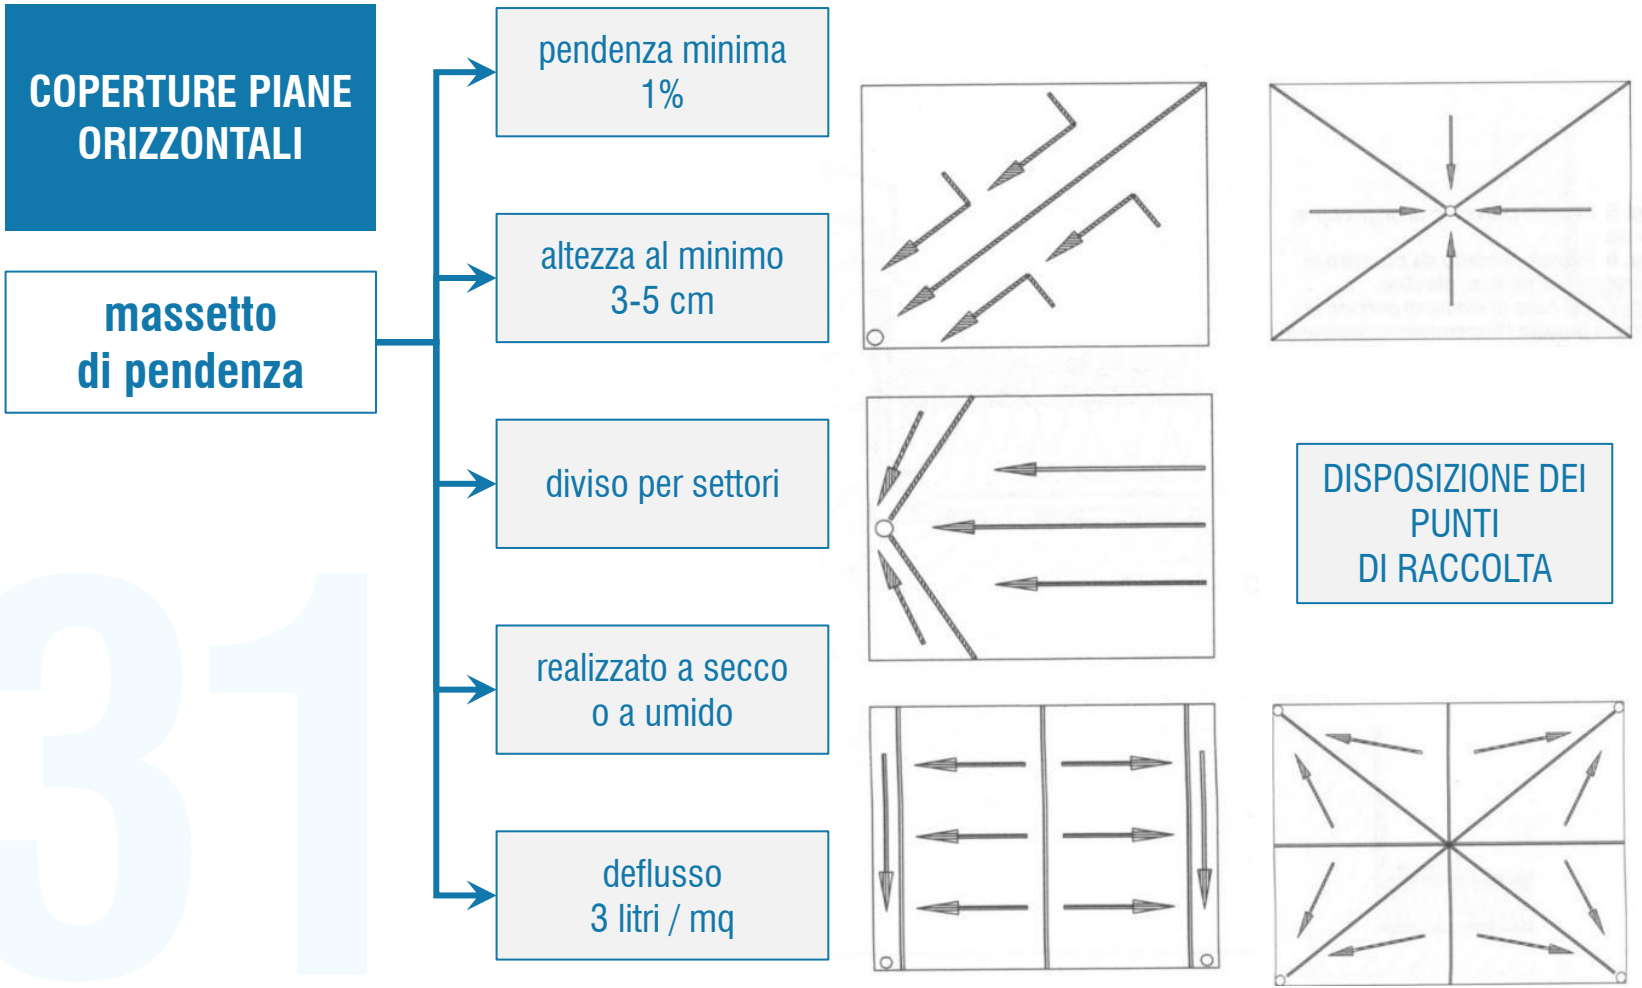 COPERTURE PIANE
ORIZZONTALI
massetto
di pendenza
pendenza minima
1%
altezza al minimo
3-5 cm
diviso per settori
realizzato a secco
o a umido
deflusso
3 litri / mq
DISPOSIZIONE DEI
PUNTI
DI RACCOLTA
31